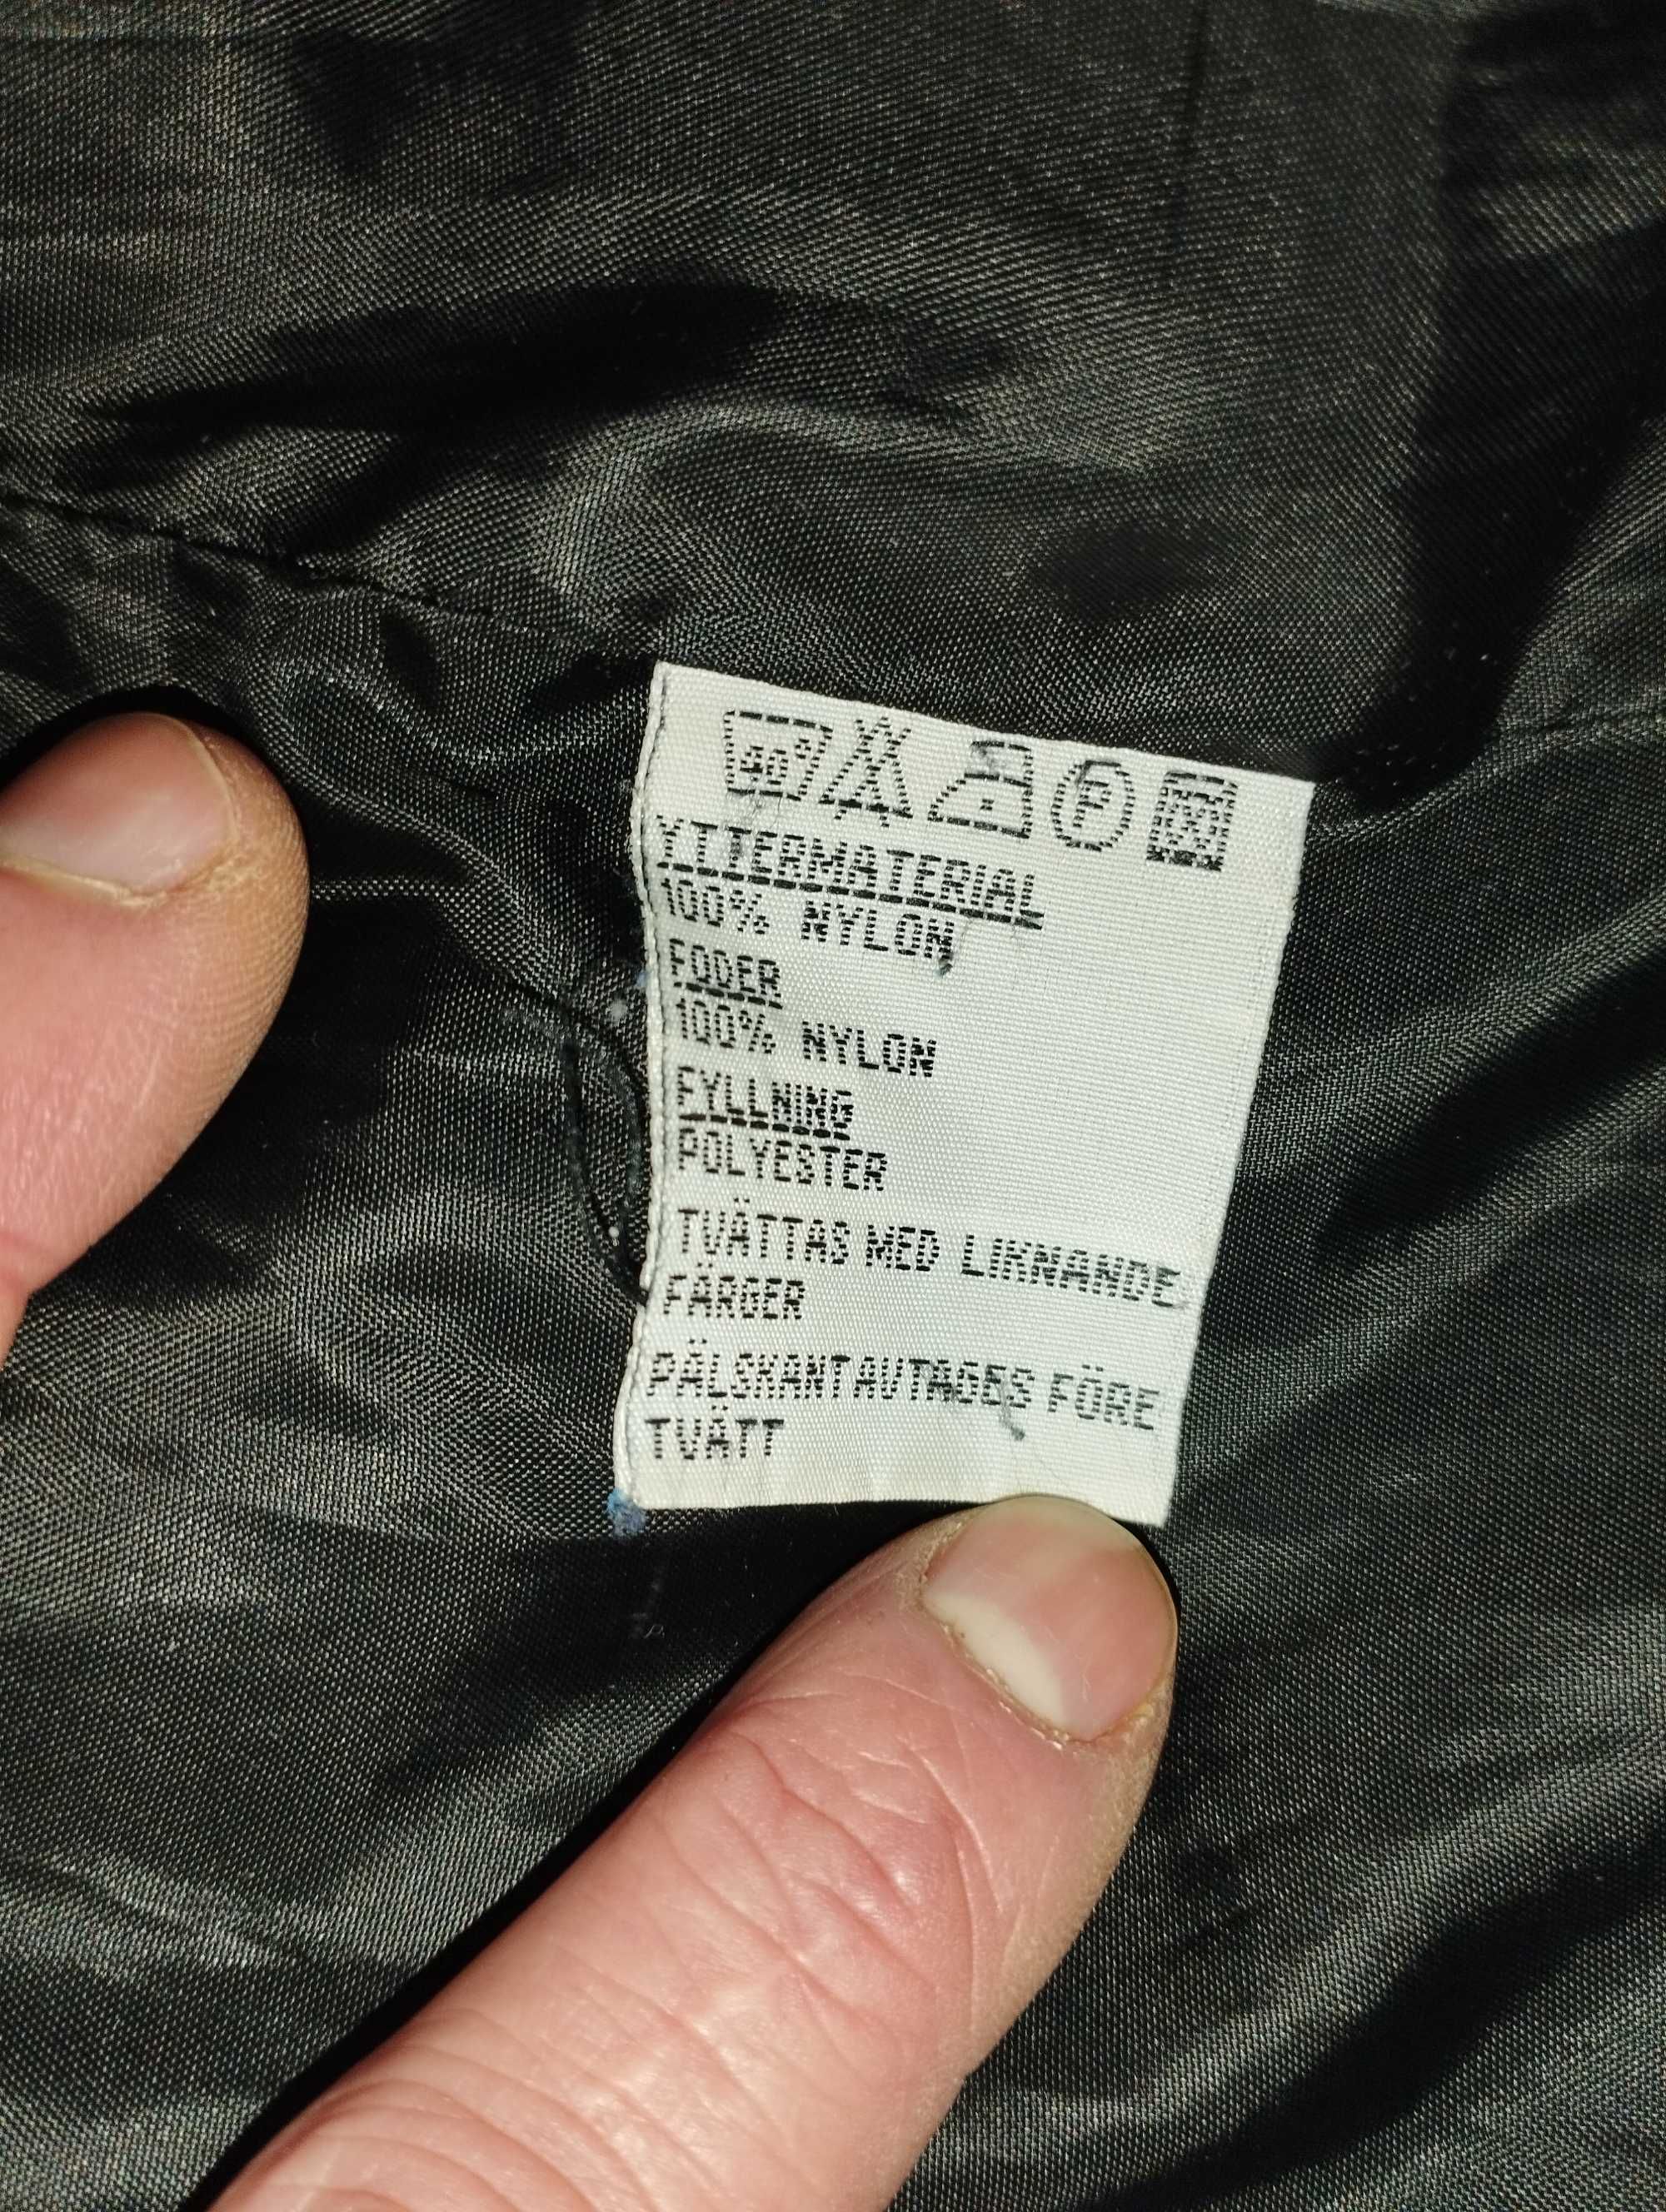 40°
P
YTTERMATERIAL
100% NYLON
FODER
100% NYLON
FYLLNING
POLYESTER
TVÄTTAS MED LIKNANDE
FÄRGER
PÄLSKANT AVTAGES FÖRE
TVÄTT